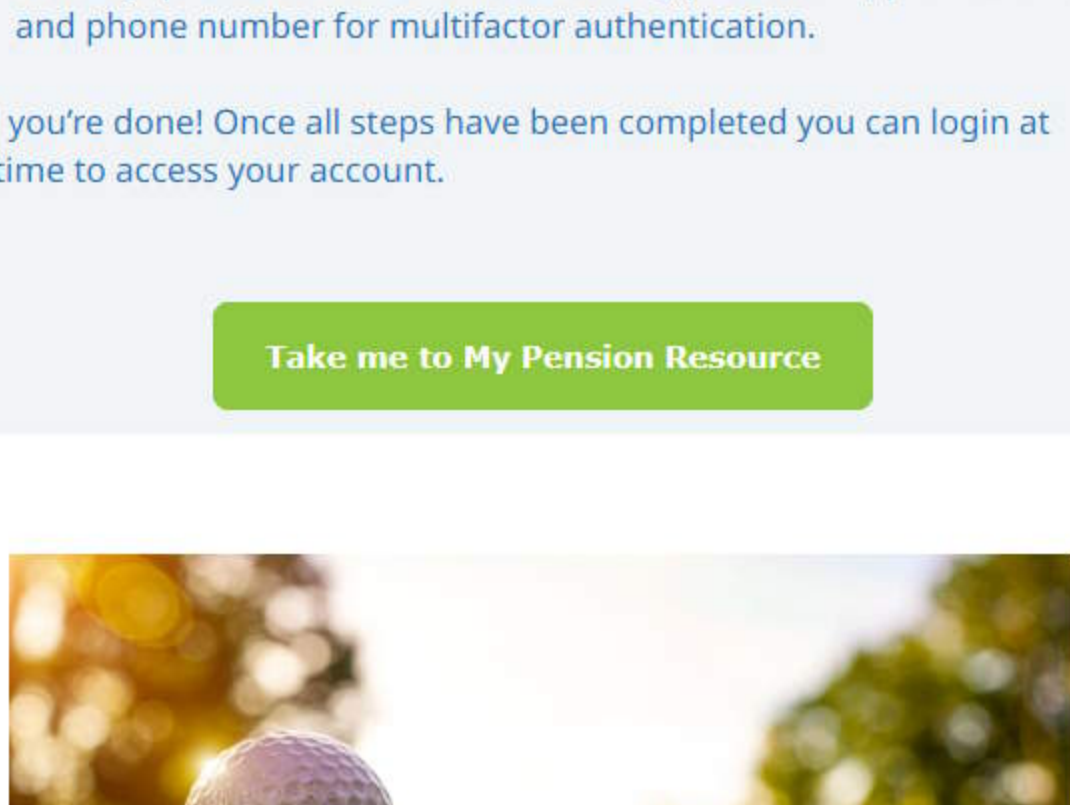 and phone number for multifactor authentication.
you're done! Once all steps have been completed you can login at
time to access your account.
Take me to My Pension Resource